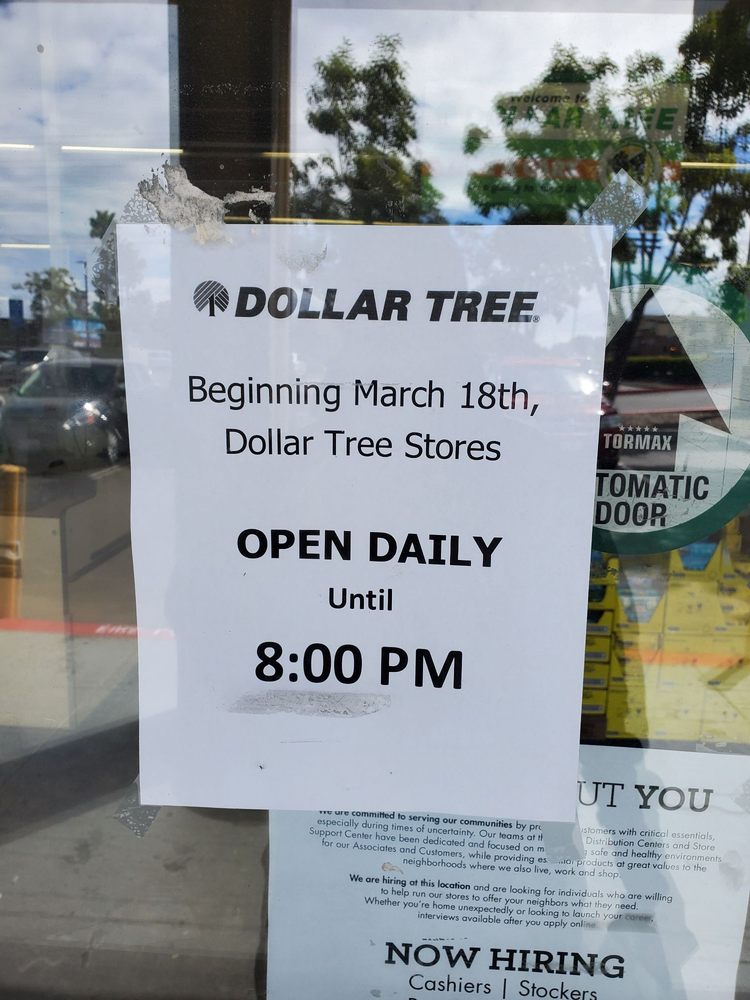 Welcome to
DOLLAR TREE®
Beginning March 18th,
Dollar Tree Stores
OPEN DAILY
Until
8:00 PM
★★★★★
TORMAX
TOMATIC
DOOR
UT YOU
We are committed to serving our communities by
especially during times of uncertainty. Our teams at
Support Center have been dedicated and focused on
for our Associates and Customers, while providing
customers with critical essentials,
Distribution Centers and Store
safe and healthy environments
products at great values to the
neighborhoods where we also live, work and shop.
We are hiring at this location and are looking for individuals who are willing
to help run our stores to offer your neighbors what they need.
Whether you're home unexpectedly or looking to launch your career,
interviews available after you apply online.
NOW HIRING
Cashiers | Stockers